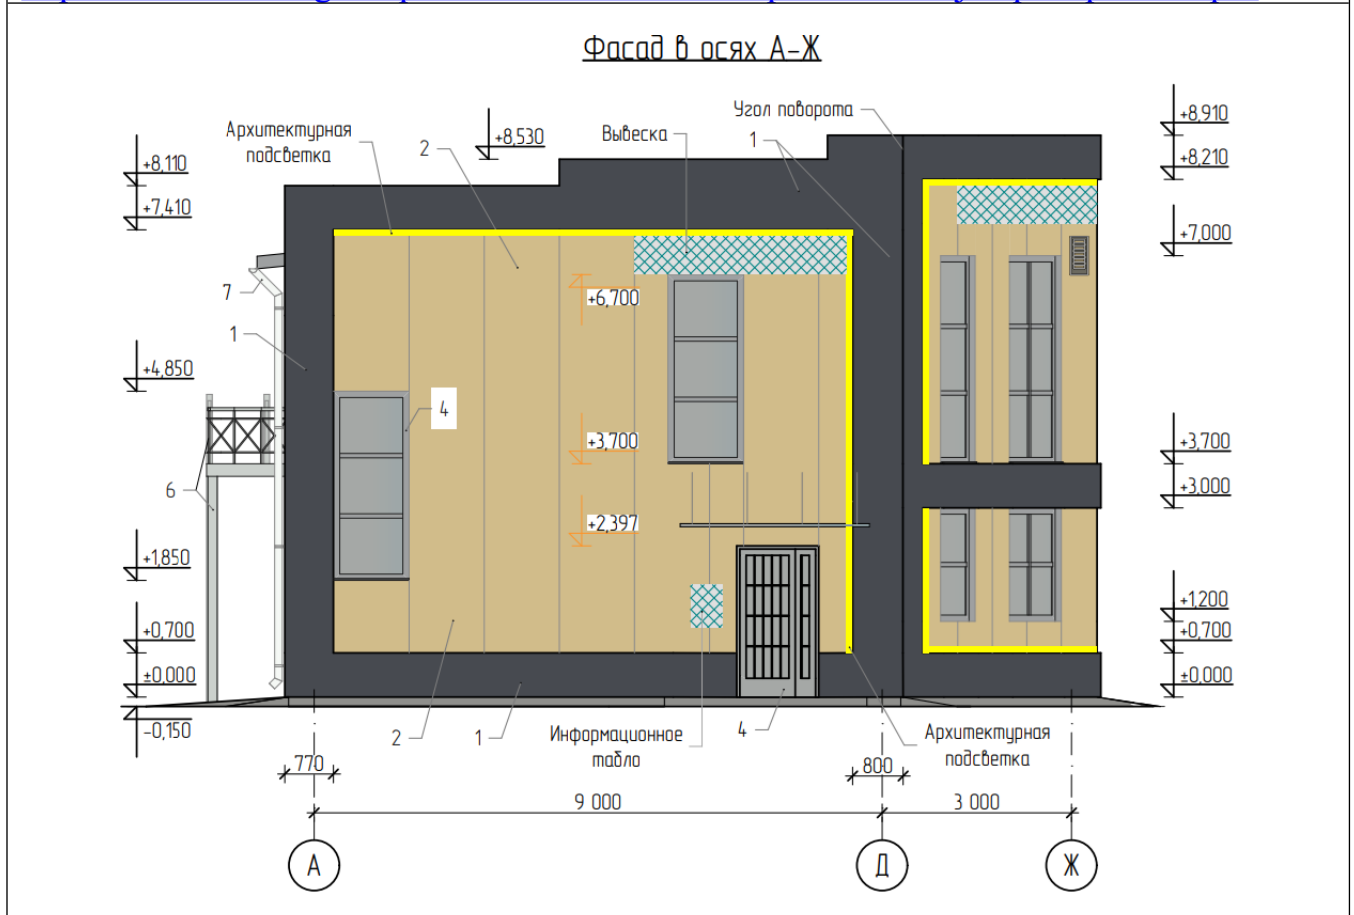 Фасад в осях А-Ж
Угол поворота
+8,910
Архитектурная
подсветка
2
+8,530
Вывеска
1
+8,110
+8,210
+7,410
+7,000
7
+6,700
1
+4,850
4
+3,700
+3,700
6
+3,000
+2,397
+1,850
+1,200
+0,700
+0,700
±0,000
±0,000
-0,150
2
1
Информационное
табло
4
Архитектурная
подсветка
770
800
9 000
3 000
А
Д
Ж